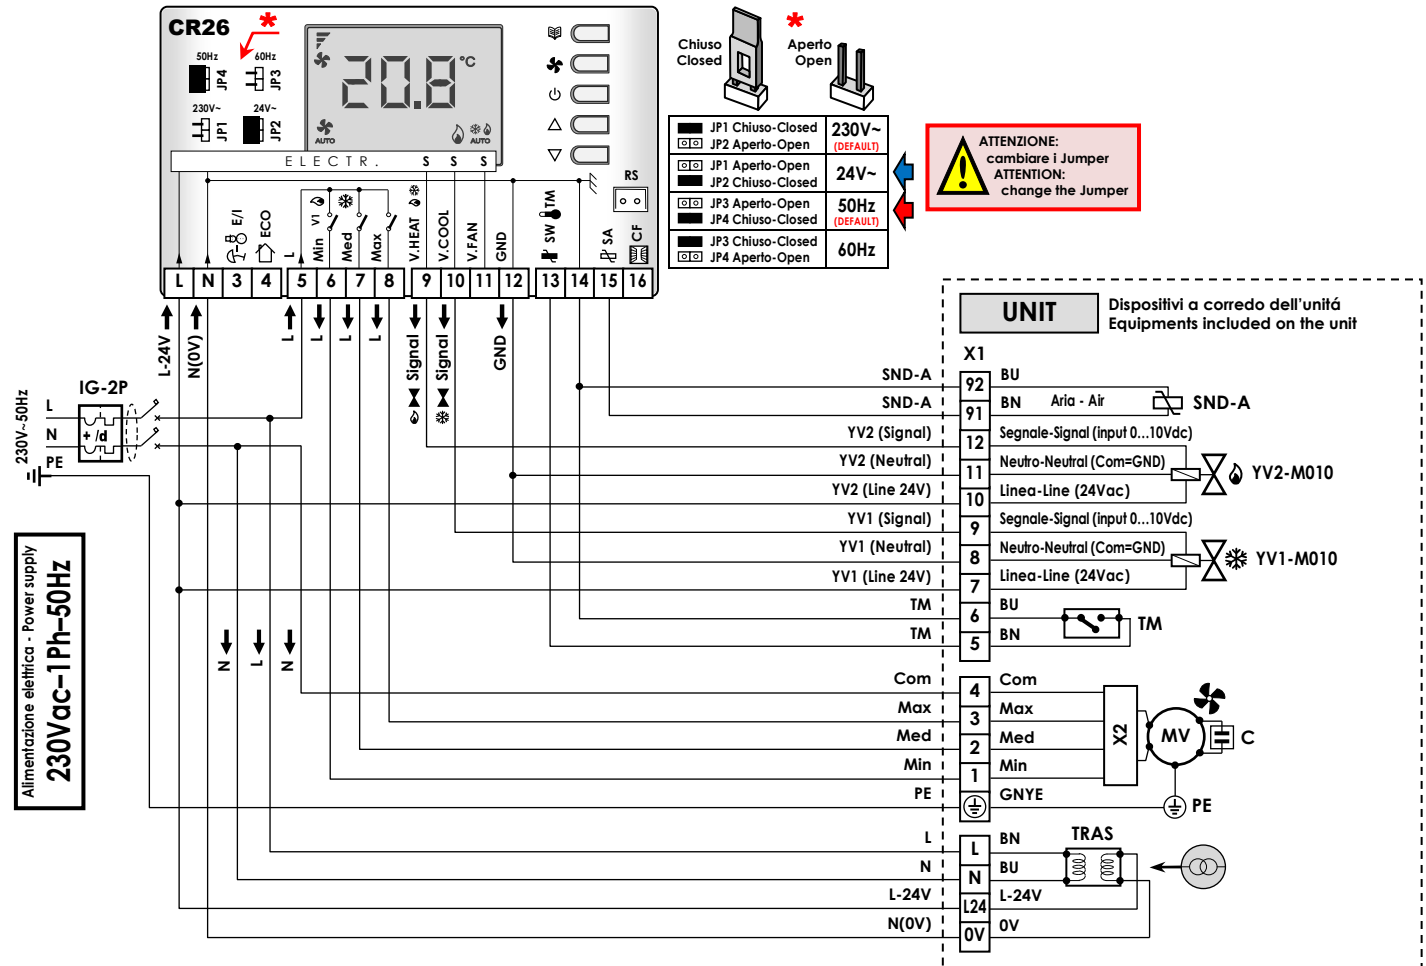 CR26
*
50Hz
60Hz
JP4
JP3
230V~
24V~
JP1
JP2
20.8
°C
AUTO
AUTO
ELECTR.
S S S
E/I
ECO
L
Min V1
Med
Max
V.HEAT
V.COOL
V.FAN
GND
SW
TM
SA
RS
CF
L N 3 4 5 6 7 8 9 10 11 12 13 14 15 16
Chiuso
Closed
*
Aperto
Open
JP1 Chiuso-Closed
JP2 Aperto-Open
230V~
(DEFAULT)
JP1 Aperto-Open
JP2 Chiuso-Closed
24V~
JP3 Aperto-Open
JP4 Chiuso-Closed
50Hz
(DEFAULT)
JP3 Chiuso-Closed
JP4 Aperto-Open
60Hz
ATTENZIONE:
cambiare i Jumper
ATTENTION:
change the Jumper
L-24V
N(0V)
L
L
L
L
Signal
Signal
GND
IG-2P
230V~50Hz
L
N
PE
+ /d
N
L
N
Alimentazione elettrica - Power supply
230Vac-1Ph-50Hz
UNIT
Dispositivi a corredo dell'unitá
Equipments included on the unit
X1
SND-A 92 BU
SND-A 91 BN Aria - Air
SND-A
YV2 (Signal) 12 Segnale-Signal (input 0...10Vdc)
YV2 (Neutral) 11 Neutro-Neutral (Com=GND)
YV2-M010
YV2 (Line 24V) 10 Linea-Line (24Vac)
YV1 (Signal) 9 Segnale-Signal (input 0...10Vdc)
YV1 (Neutral) 8 Neutro-Neutral (Com=GND)
YV1-M010
YV1 (Line 24V) 7 Linea-Line (24Vac)
TM 6 BU
TM
TM 5 BN
Com 4 Com
Max 3 Max
Med 2 Med
Min 1 Min
X2
MV
C
PE GNYE
PE
TRAS
L L BN
N N BU
L-24V L24 L-24V
N(0V) 0V 0V